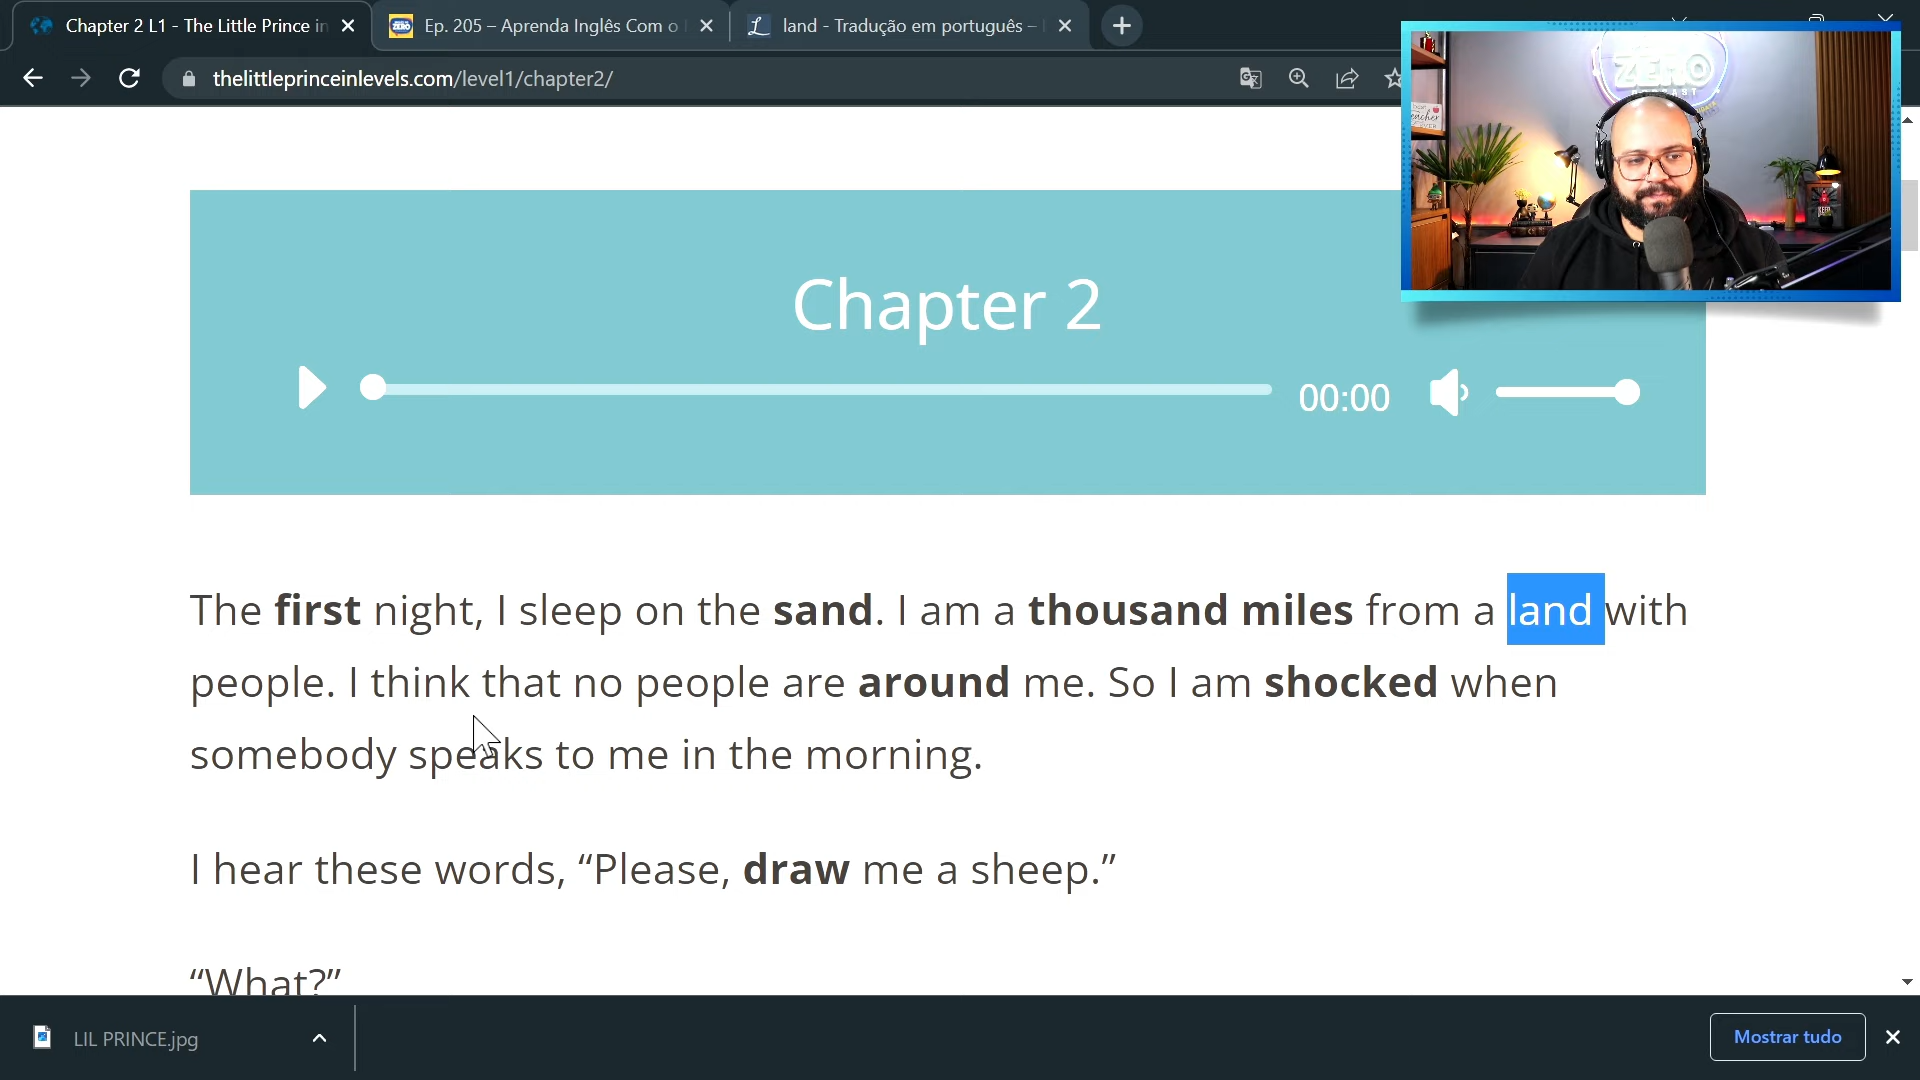 Chapter 2 L1 - The Little Prince in
Ep. 205 – Aprenda Inglês Com o
land - Tradução em português –
thelittleprinceinlevels.com/level1/chapter2/
ZERO
PODCAST
Chapter 2
00:00
The first night, I sleep on the sand. I am a thousand miles from a land with
people. I think that no people are around me. So I am shocked when
somebody speaks to me in the morning.
I hear these words, “Please, draw me a sheep.”
“What?”
LIL PRINCE.jpg
Mostrar tudo